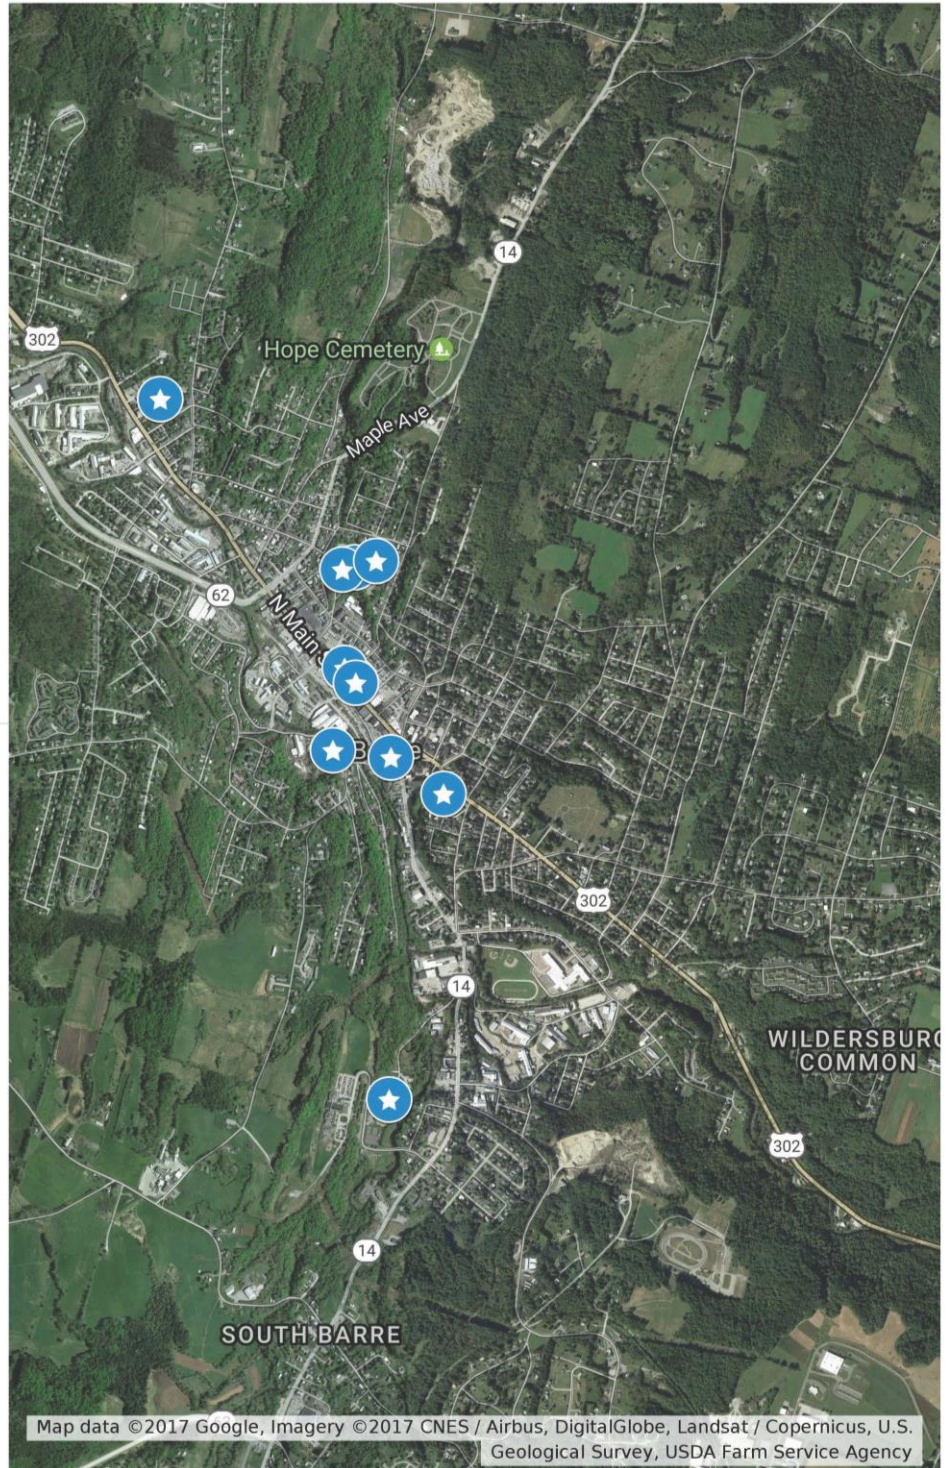 14
302
Hope Cemetery
Maple Ave
62
N Main S
B e
302
14
WILDERSBURG
COMMON
302
14
SOUTH BARRE
Map data ©2017 Google, Imagery ©2017 CNES / Airbus, DigitalGlobe, Landsat / Copernicus, U.S.
Geological Survey, USDA Farm Service Agency